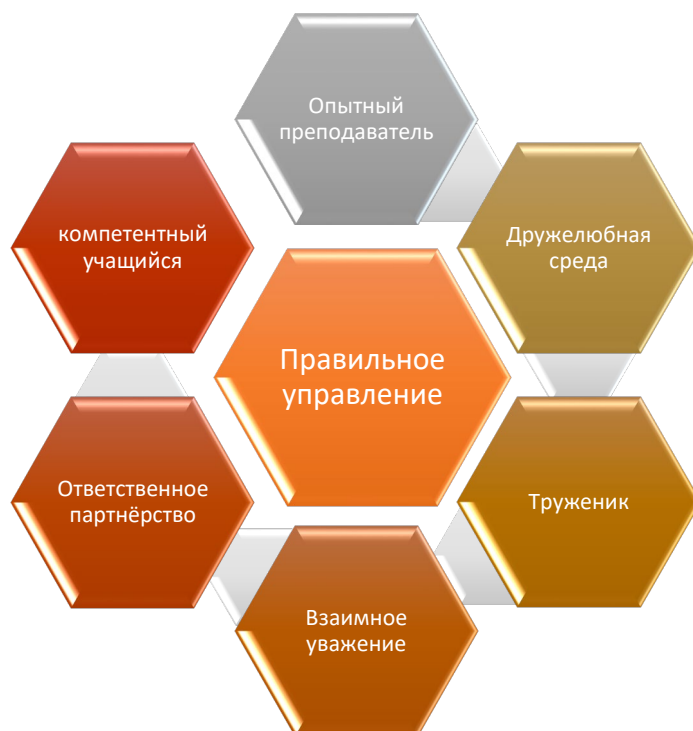 Опытный
преподаватель
компетентный
учащийся
Дружелюбная
среда
Правильное
управление
Ответственное
партнёрство
Труженик
Взаимное
уважение